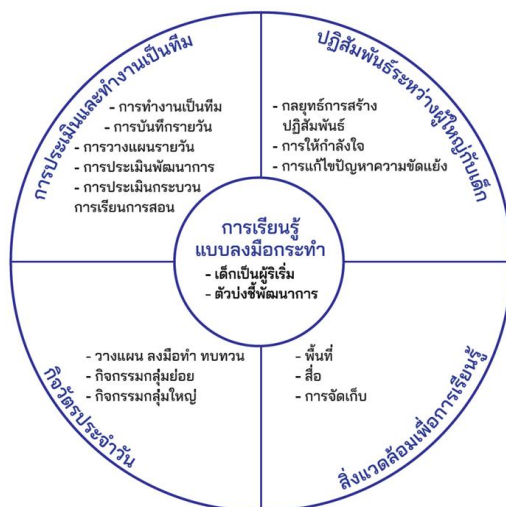 การประเมินและทำงานเป็นทีม
- การทำงานเป็นทีม
- การบันทึกรายวัน
- การวางแผนรายวัน
- การประเมินพัฒนาการ
- การประเมินกระบวน
การเรียนการสอน
ปฏิสัมพันธ์ระหว่างผู้ใหญ่กับเด็ก
- กลยุทธ์การสร้าง
ปฏิสัมพันธ์
- การให้กำลังใจ
- การแก้ไขปัญหาความขัดแย้ง
การเรียนรู้
แบบลงมือกระทำ
- เด็กเป็นผู้ริเริ่ม
- ตัวบ่งชี้พัฒนาการ
กิจวัตรประจำวัน
- วางแผน ลงมือทำ ทบทวน
- กิจกรรมกลุ่มย่อย
- กิจกรรมกลุ่มใหญ่
สิ่งแวดล้อมเพื่อการเรียนรู้
- พื้นที่
- สื่อ
- การจัดเก็บ